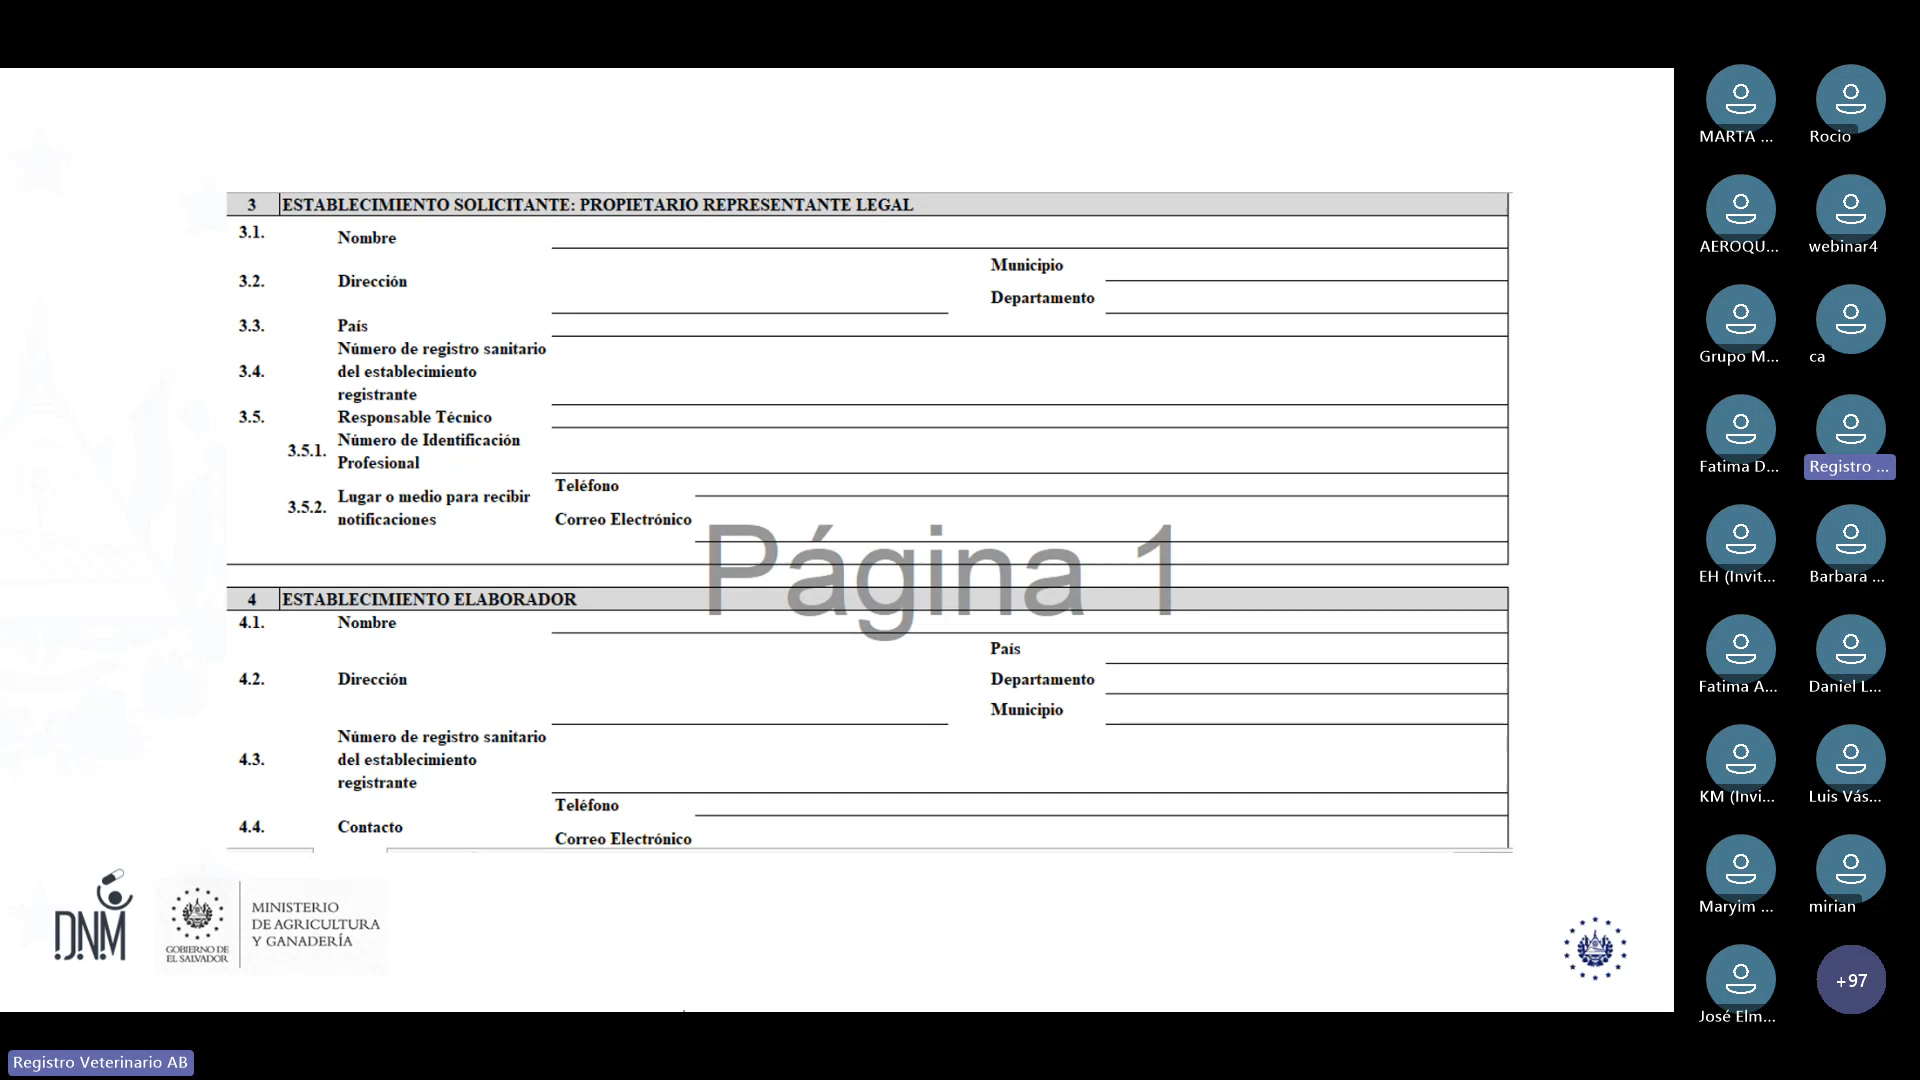 3 ESTABLECIMIENTO SOLICITANTE: PROPIETARIO REPRESENTANTE LEGAL
3.1. Nombre
3.2. Dirección Municipio
Departamento
3.3. País
3.4. Número de registro sanitario
del establecimiento
registrante
3.5. Responsable Técnico
3.5.1. Número de Identificación
Profesional
3.5.2. Lugar o medio para recibir
notificaciones
Teléfono
Correo Electrónico
Página 1
4 ESTABLECIMIENTO ELABORADOR
4.1. Nombre
4.2. Dirección País
Departamento
Municipio
4.3. Número de registro sanitario
del establecimiento
registrante
4.4. Contacto Teléfono
Correo Electrónico
DNM
GOBIERNO DE
EL SALVADOR
MINISTERIO
DE AGRICULTURA
Y GANADERÍA
MARTA ...
Rocio
AEROQU...
webinar4
Grupo M...
ca
Fatima D...
Registro ...
EH (Invit...
Barbara ...
Fatima A...
Daniel L...
KM (Invi...
Luis Vás...
Maryim ...
mirian
José Elm...
+97
Registro Veterinario AB